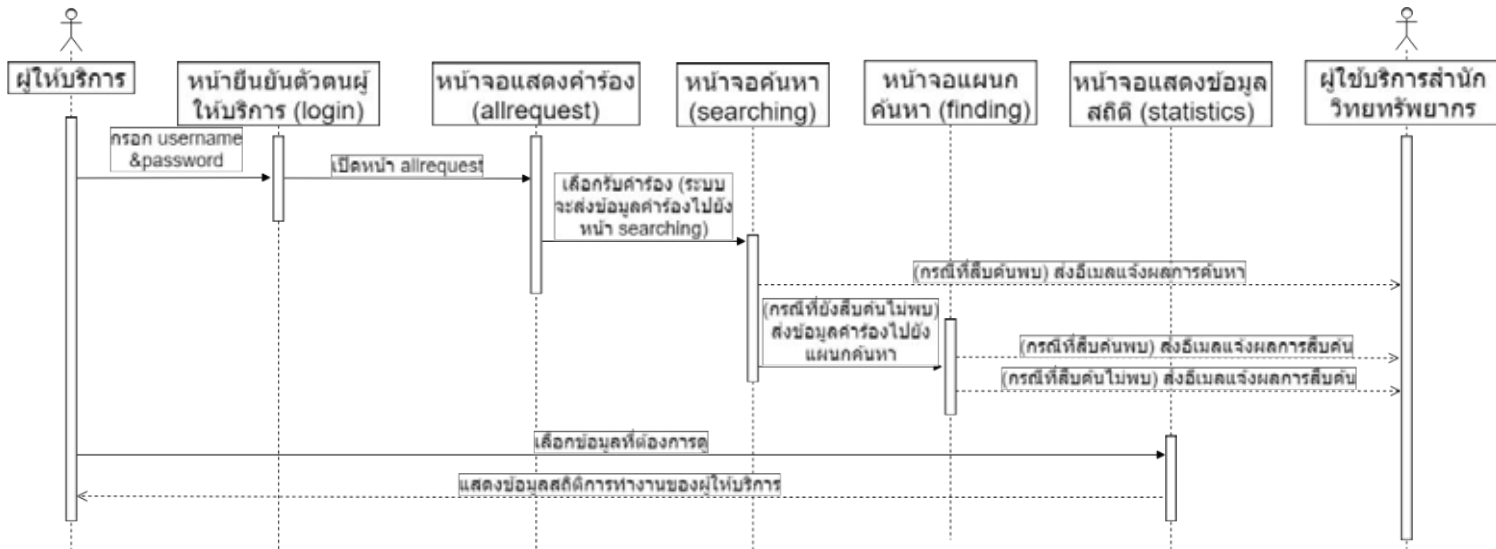 ผู้ให้บริการ
หน้ายืนยันตัวตนผู้
ให้บริการ (login)
หน้าจอแสดงคำร้อง
(allrequest)
หน้าจอค้นหา
(searching)
หน้าจอแผนก
ค้นหา (finding)
หน้าจอแสดงข้อมูล
สถิติ (statistics)
ผู้ใช้บริการสำนัก
วิทยทรัพยากร
กรอก username
&password
เปิดหน้า allrequest
เลือกรับคำร้อง (ระบบ
จะส่งข้อมูลคำร้องไปยัง
หน้า searching)
(กรณีที่สืบค้นพบ) ส่งอีเมลแจ้งผลการค้นหา
(กรณีที่ยังสืบค้นไม่พบ)
ส่งข้อมูลคำร้องไปยัง
แผนกค้นหา
(กรณีที่สืบค้นพบ) ส่งอีเมลแจ้งผลการสืบค้น
(กรณีที่สืบค้นไม่พบ) ส่งอีเมลแจ้งผลการสืบค้น
เลือกข้อมูลที่ต้องการดู
แสดงข้อมูลสถิติการทำงานของผู้ให้บริการ